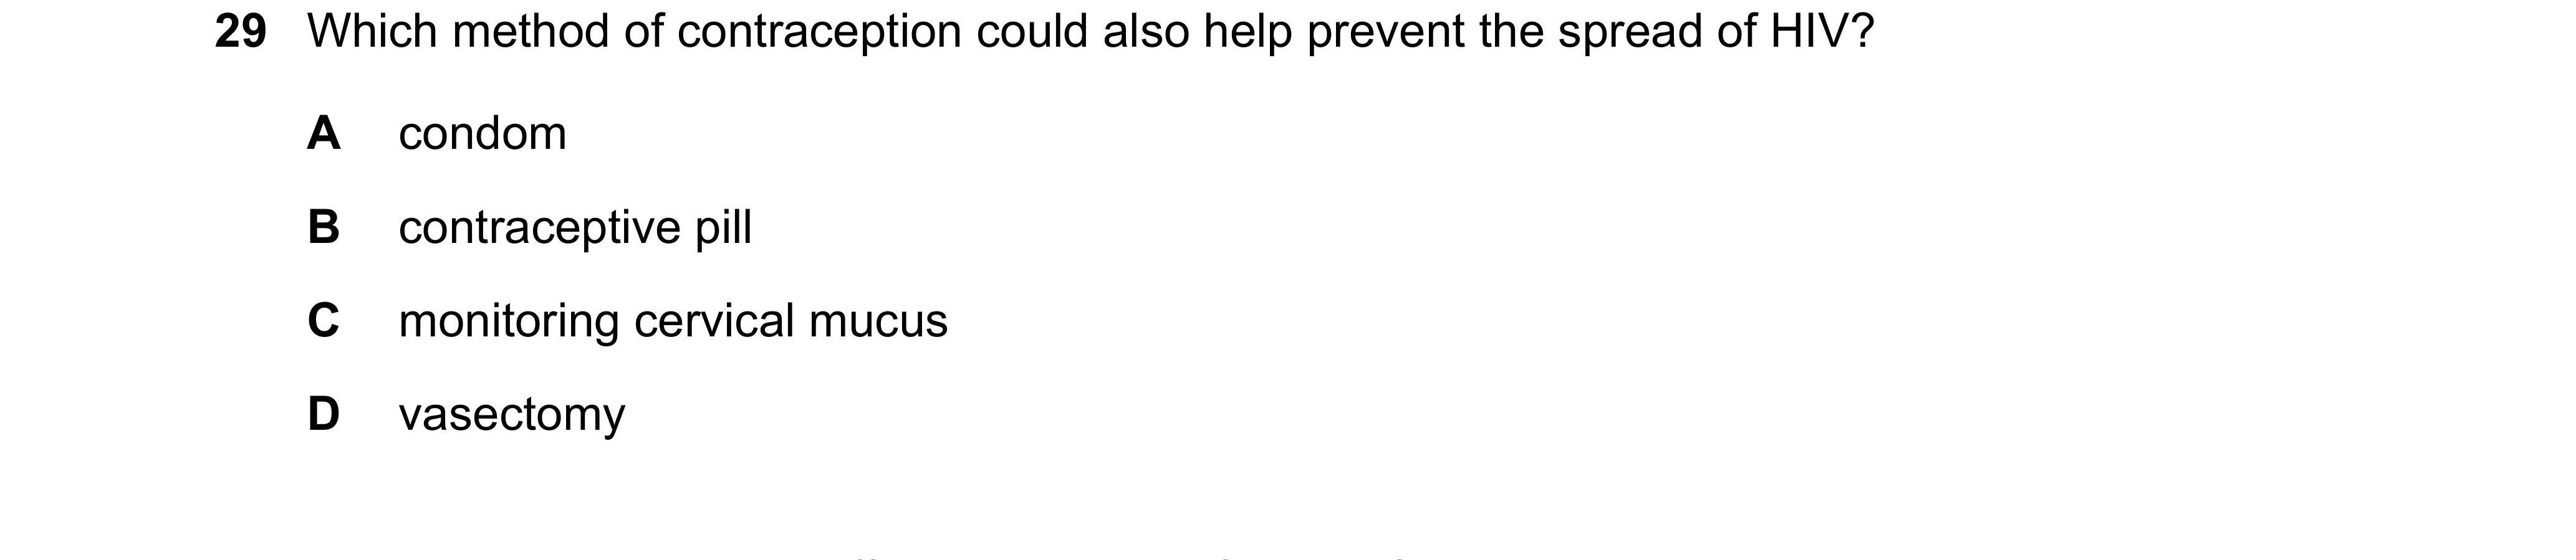 29 Which method of contraception could also help prevent the spread of HIV?
A condom
B contraceptive pill
C monitoring cervical mucus
D vasectomy